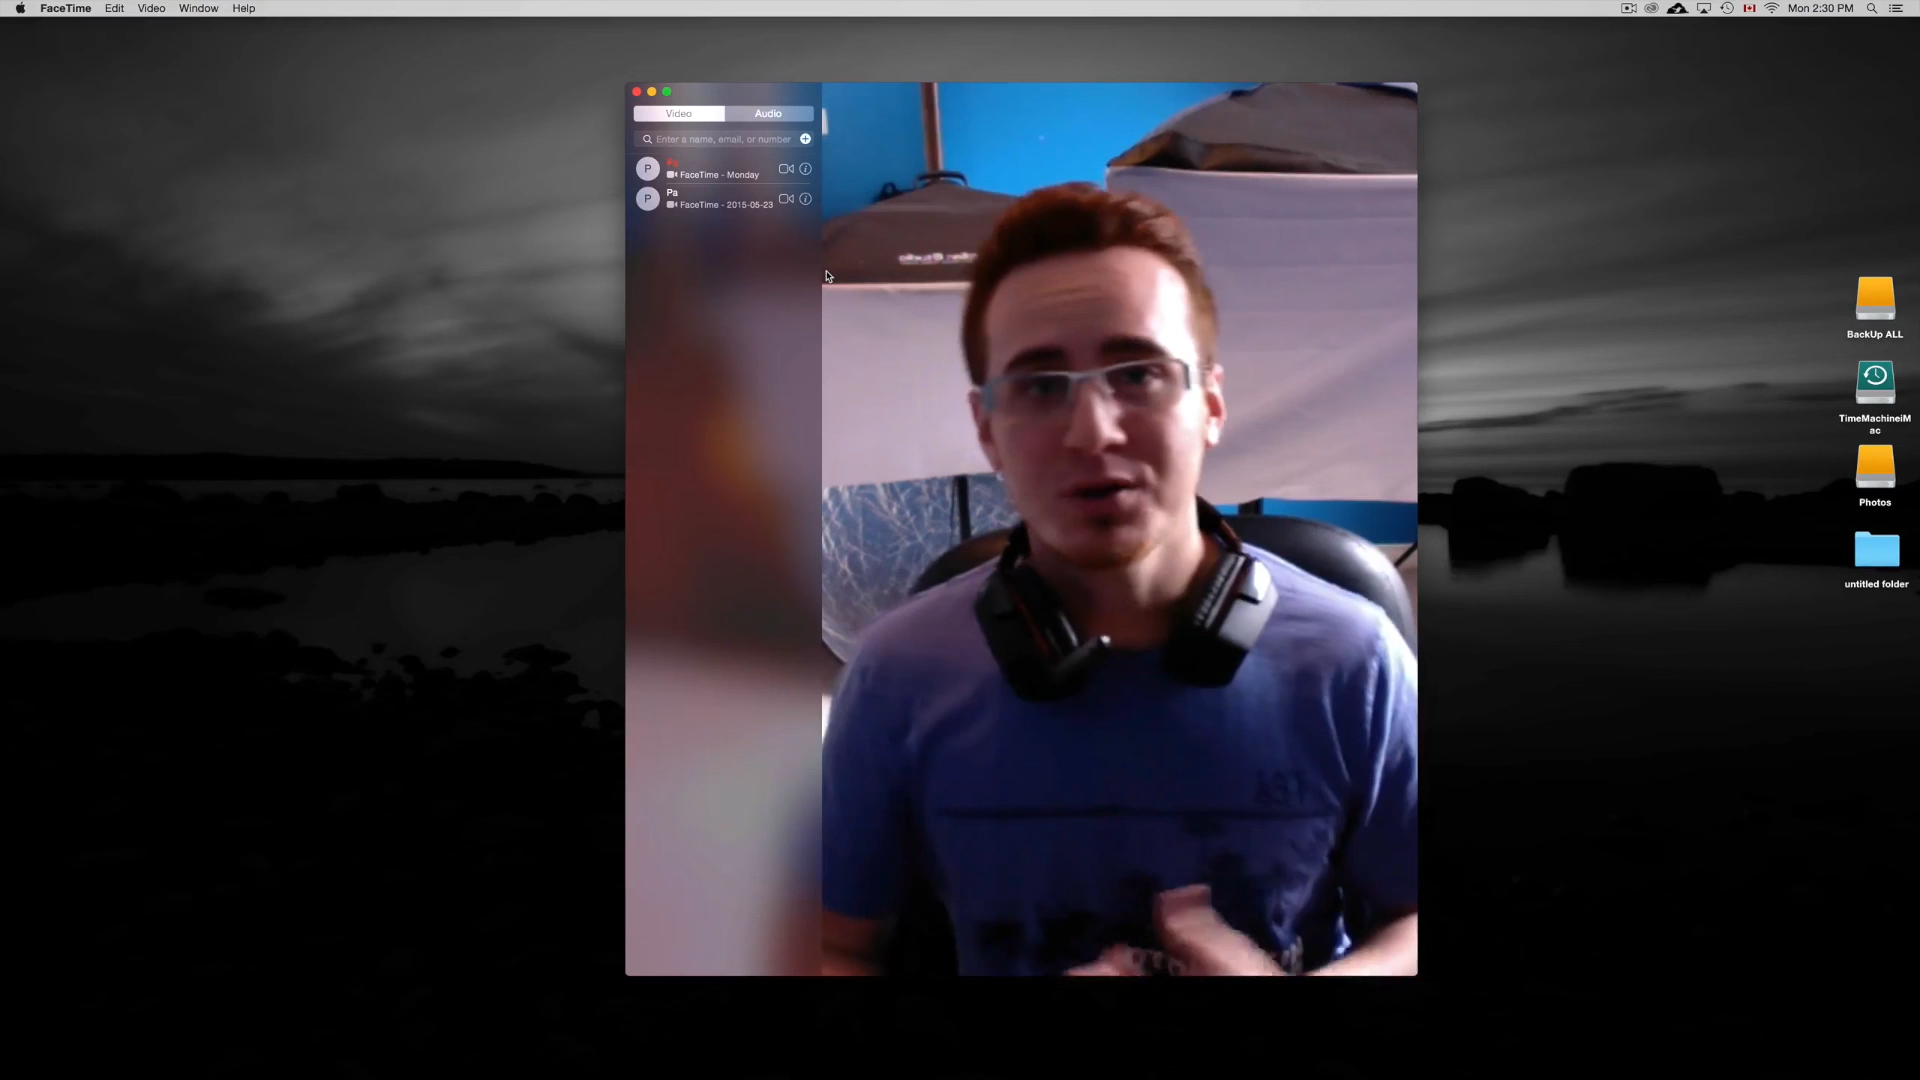 FaceTime Edit Video Window Help
Mon 2:30 PM
Video Audio
Enter a name, email, or number
P Pa
FaceTime - Monday
P Pa
FaceTime - 2015-05-23
BackUp ALL
TimeMachineiM
ac
Photos
untitled folder